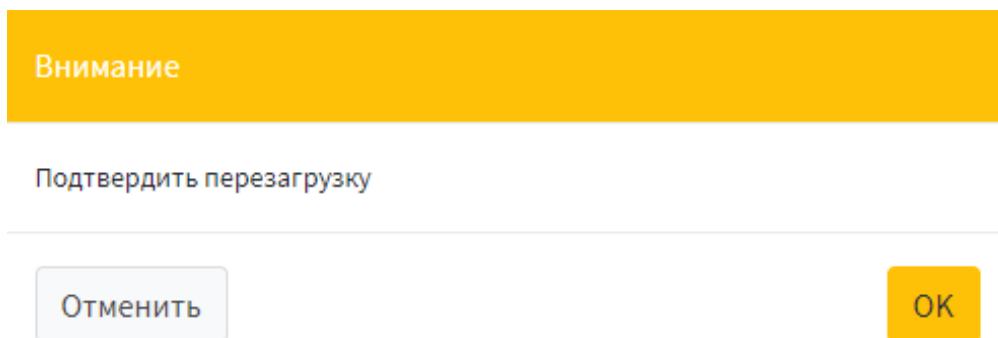 Внимание
Подтвердить перезагрузку
Отменить
OK